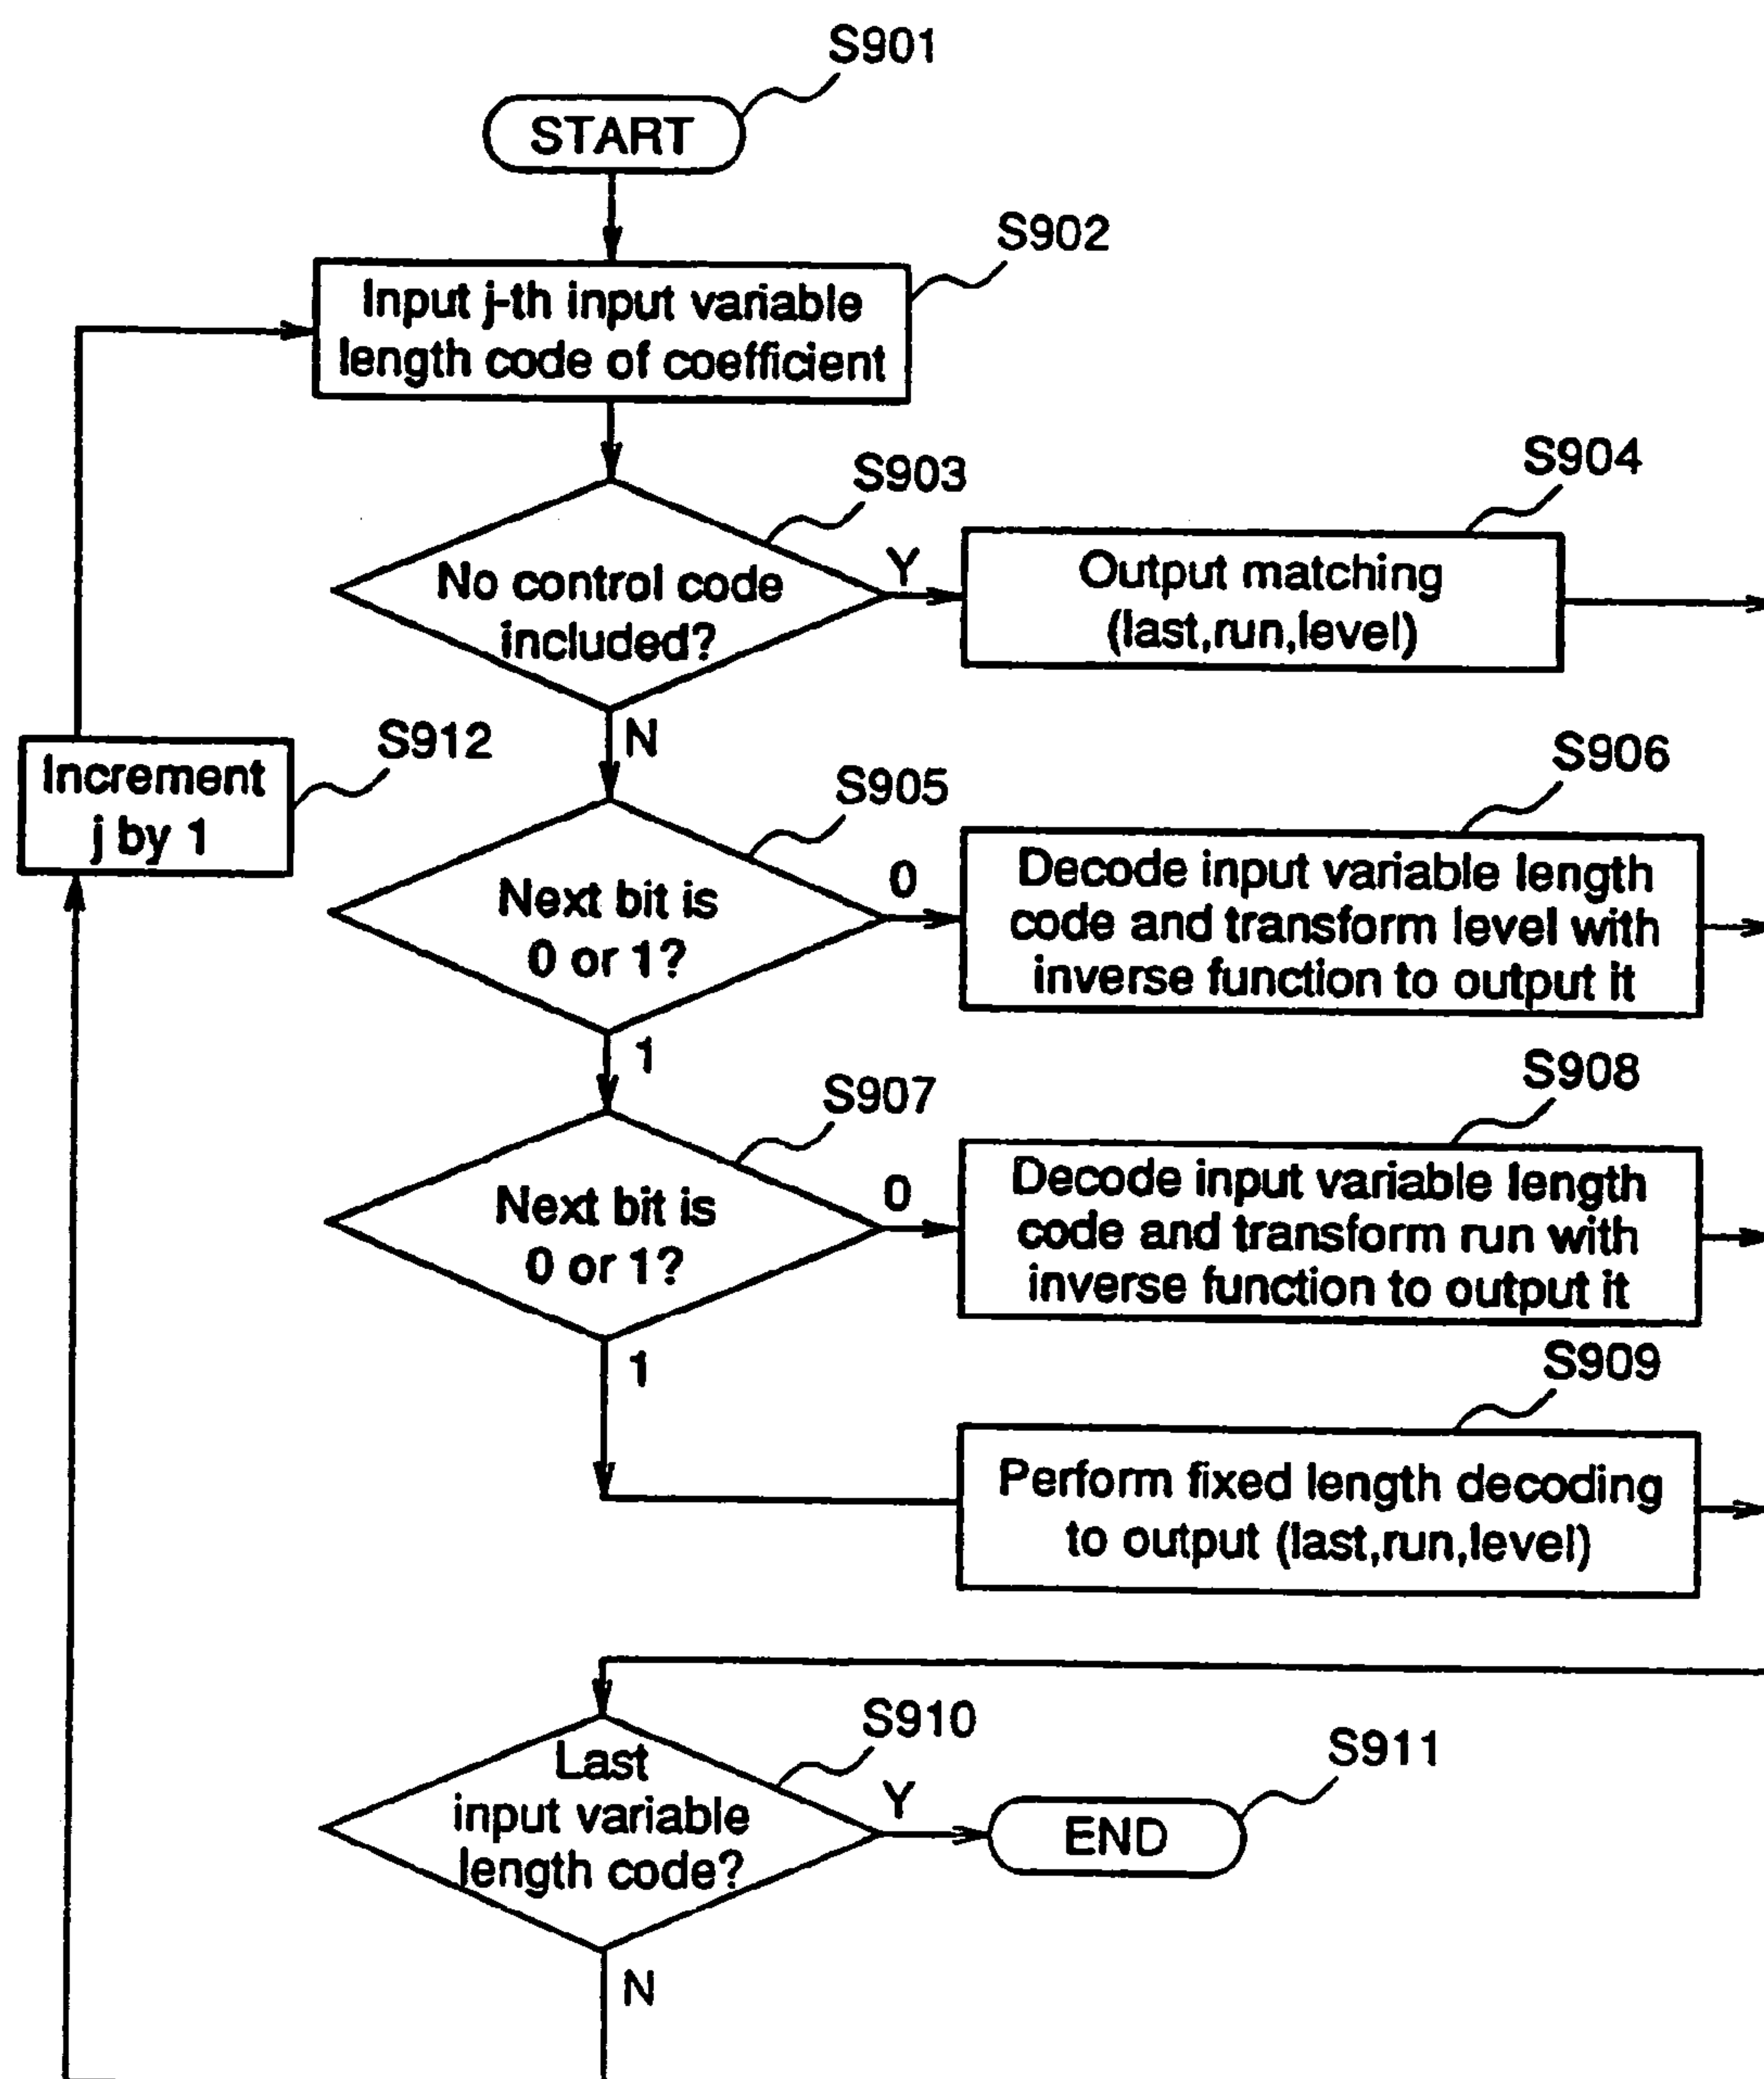 S901
START
S902
Input j-th input variable
length code of coefficient
S903
No control code
included?
Y
S904
Output matching
(last,run,level)
N
S912
Increment
j by 1
S905
Next bit is
0 or 1?
0
S906
Decode input variable length
code and transform level with
inverse function to output it
1
S907
Next bit is
0 or 1?
0
S908
Decode input variable length
code and transform run with
inverse function to output it
1
S909
Perform fixed length decoding
to output (last,run,level)
S910
Last
input variable
length code?
Y
S911
END
N